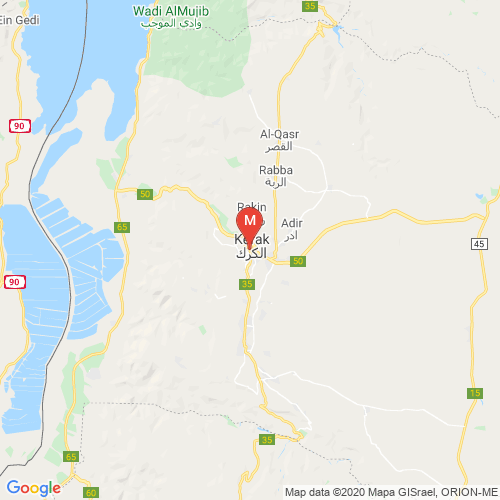 35
Wadi AlMujib
وادي الموجب
Ein Gedi
90
Al-Qasr
القصر
Rabba
الربة
50
Rakin
M
65
Adir
ادر
Kerak
الكرك
45
50
90
35
15
35
65
60
Google
Map data ©2020 Mapa GISrael, ORION-ME